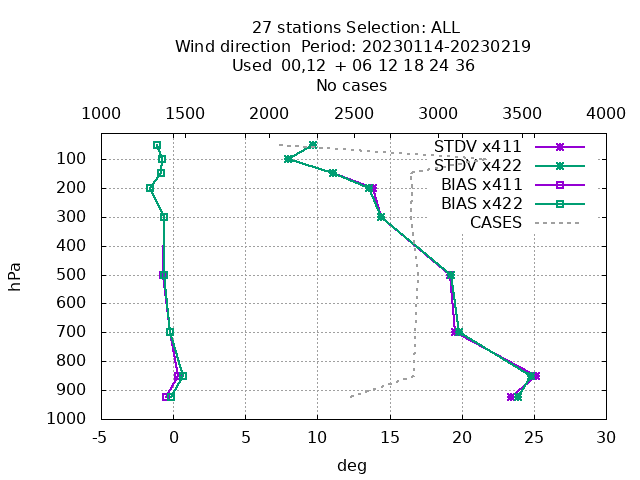 27 stations Selection: ALL
Wind direction  Period: 20230114-20230219
Used  00,12  + 06 12 18 24 36
No cases
1000 1500 2000 2500 3000 3500 4000
STDV x411
STDV x422
BIAS x411
BIAS x422
CASES
100
200
300
400
500
600
700
800
900
1000
hPa
-5 0 5 10 15 20 25 30
deg